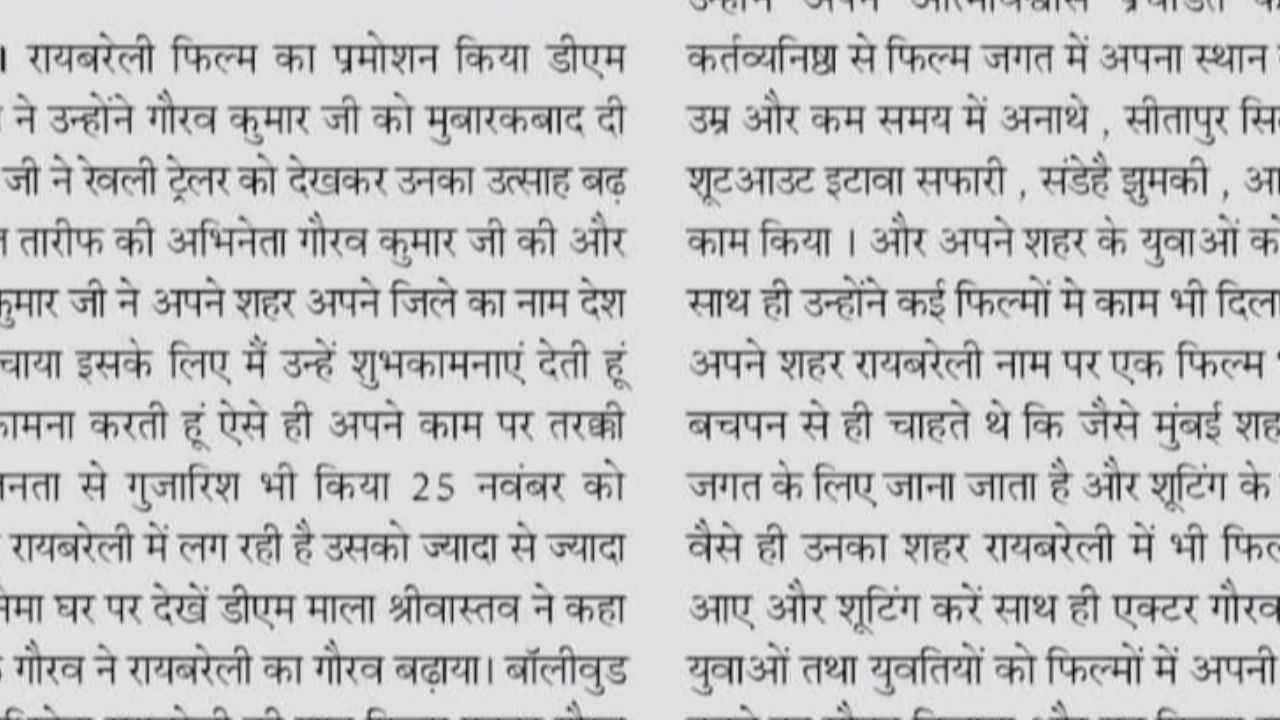 । रायबरेली फिल्म का प्रमोशन किया डीएम
ने उन्होंने गौरव कुमार जी को मुबारकबाद दी
जी ने रेवली ट्रेलर को देखकर उनका उत्साह बढ़
तारीफ की अभिनेता गौरव कुमार जी की और
कुमार जी ने अपने शहर अपने जिले का नाम देश
इसके लिए मैं उन्हें शुभकामनाएं देती हूं
करती हूं ऐसे ही अपने काम पर तरक्की
से गुजारिश भी किया 25 नवंबर को
रायबरेली में लग रही है उसको ज्यादा से ज्यादा
घर पर देखें डीएम माला श्रीवास्तव ने कहा
गौरव ने रायबरेली का गौरव बढ़ाया। बॉलीवुड
कर्तव्यनिष्ठा से फिल्म जगत में अपना स्थान
उम्र और कम समय में अनाथे , सीतापुर
शूटआउट इटावा सफारी , संडेहै झुमकी ,
काम किया । और अपने शहर के युवाओं को
साथ ही उन्होंने कई फिल्मों मे काम भी
अपने शहर रायबरेली नाम पर एक फिल्म
बचपन से ही चाहते थे कि जैसे मुंबई
जगत के लिए जाना जाता है और शूटिंग के
वैसे ही उनका शहर रायबरेली में भी
आए और शूटिंग करें साथ ही एक्टर गौरव
युवाओं तथा युवतियों को फिल्मों में अपनी